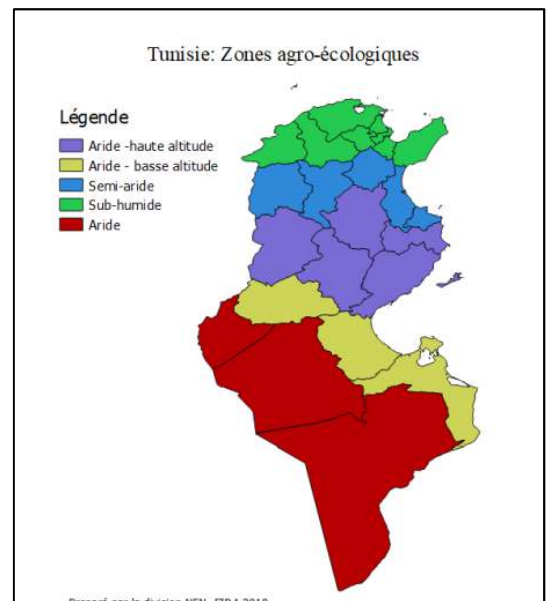 Tunisie: Zones agro-écologiques
Légende
Aride -haute altitude
Aride - basse altitude
Semi-aride
Sub-humide
Aride